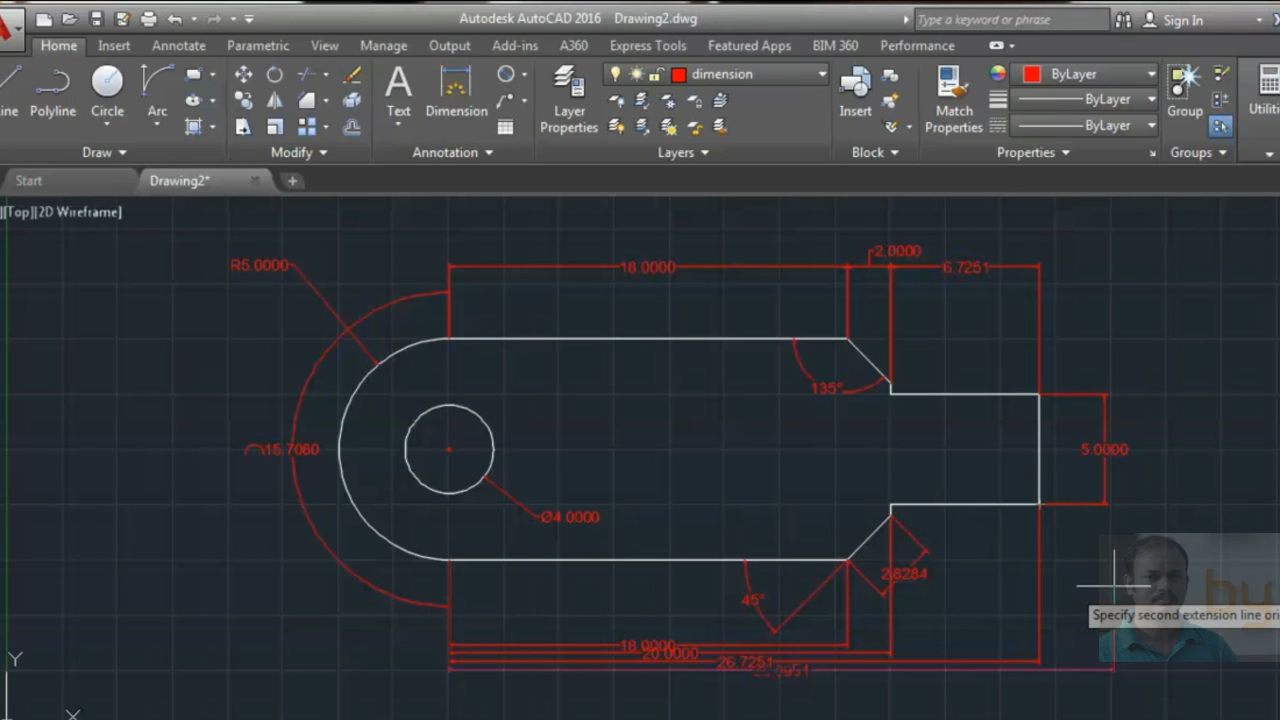 Autodesk AutoCAD 2016 Drawing2.dwg
Type a keyword or phrase
Sign In
Home Insert Annotate Parametric View Manage Output Add-ins A360 Express Tools Featured Apps BIM 360 Performance
Polyline Circle Arc
Text Dimension
Layer Properties
dimension
Insert
Match Properties
ByLayer
ByLayer
ByLayer
Group
Draw Modify Annotation Layers Block Properties Groups
Start Drawing2*
][Top][2D Wireframe]
2.0000
R5.0000 18.0000 6.7251
135°
15.7080 5.0000
Ø4.0000
2.8284
45°
Specify second extension line ori
18.0000
20.0000
26.7251
Y
X